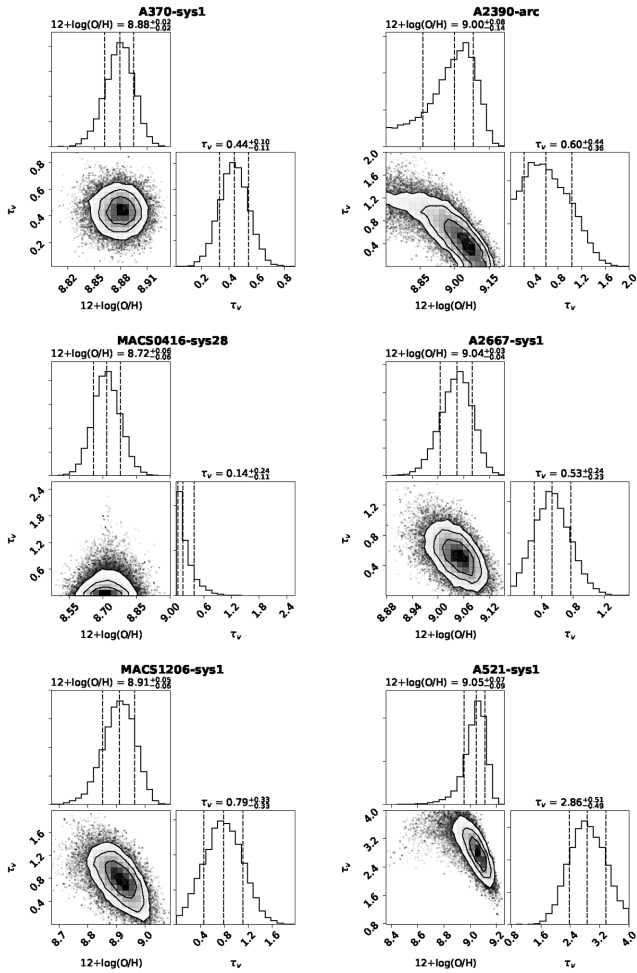 A370-sys1
12+log(O/H) = 8.88+0.02−0.02
τv
τv = 0.44+0.10−0.11
0.8
0.6
0.4
0.2
τv
8.82 8.85 8.88 8.91
12+log(O/H)
0.2 0.4 0.6 0.8
τv
A2390-arc
12+log(O/H) = 9.00+0.08−0.14
τv = 0.60+0.44−0.36
2.0
1.6
1.2
0.8
0.4
τv
8.85 9.00 9.15
12+log(O/H)
0.4 0.8 1.2 1.6 2.0
τv
MACS0416-sys28
12+log(O/H) = 8.72+0.06−0.06
τv = 0.14+0.24−0.11
2.4
1.8
1.2
0.6
τv
8.55 8.70 8.85 9.00
12+log(O/H)
0.6 1.2 1.8 2.4
τv
A2667-sys1
12+log(O/H) = 9.04+0.03−0.04
τv = 0.53+0.24−0.23
1.2
0.8
0.4
τv
8.88 8.94 9.00 9.06 9.12
12+log(O/H)
0.4 0.8 1.2
τv
MACS1206-sys1
12+log(O/H) = 8.91+0.05−0.06
τv = 0.79+0.33−0.33
1.6
1.2
0.8
0.4
τv
8.7 8.8 8.9 9.0
12+log(O/H)
0.4 0.8 1.2 1.6
τv
A521-sys1
12+log(O/H) = 9.05+0.07−0.09
τv = 2.86+0.51−0.49
4.0
3.2
2.4
1.6
0.8
τv
8.4 8.6 8.8 9.0 9.2
12+log(O/H)
0.8 1.6 2.4 3.2 4.0
τv